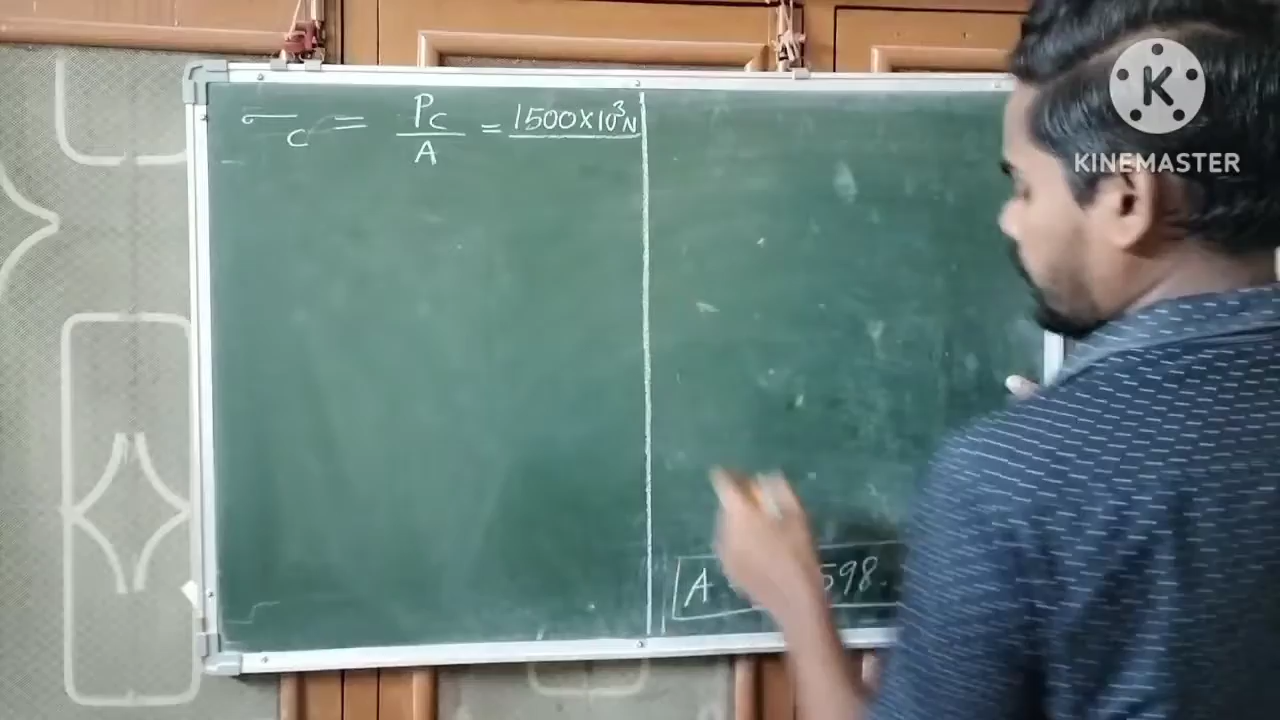 σc = Pc/A = 1500×10³N
A 598.
K
KINEMASTER